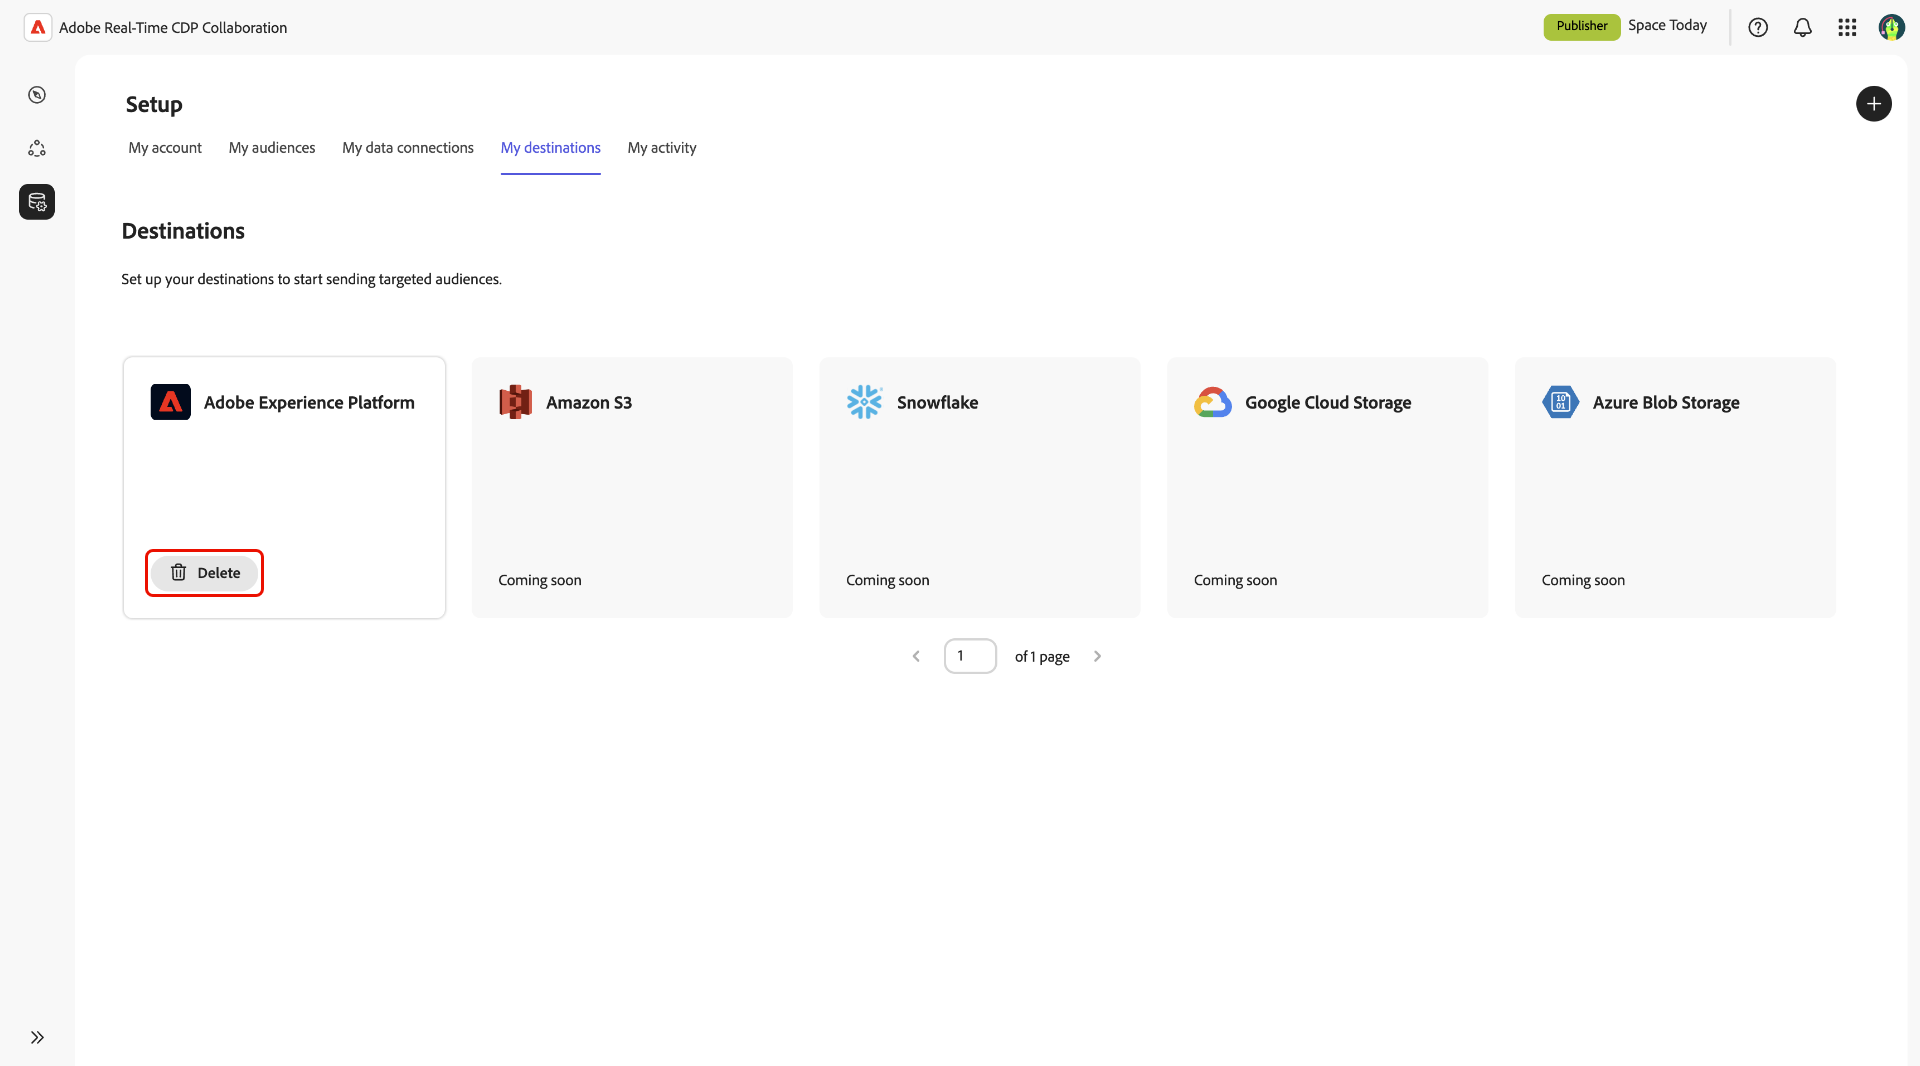 Adobe Real-Time CDP Collaboration
Publisher
Space Today
Setup
My account
My audiences
My data connections
My destinations
My activity
Destinations
Set up your destinations to start sending targeted audiences.
Adobe Experience Platform
Delete
Amazon S3
Coming soon
Snowflake
Coming soon
Google Cloud Storage
Coming soon
10
01
Azure Blob Storage
Coming soon
1
of 1 page